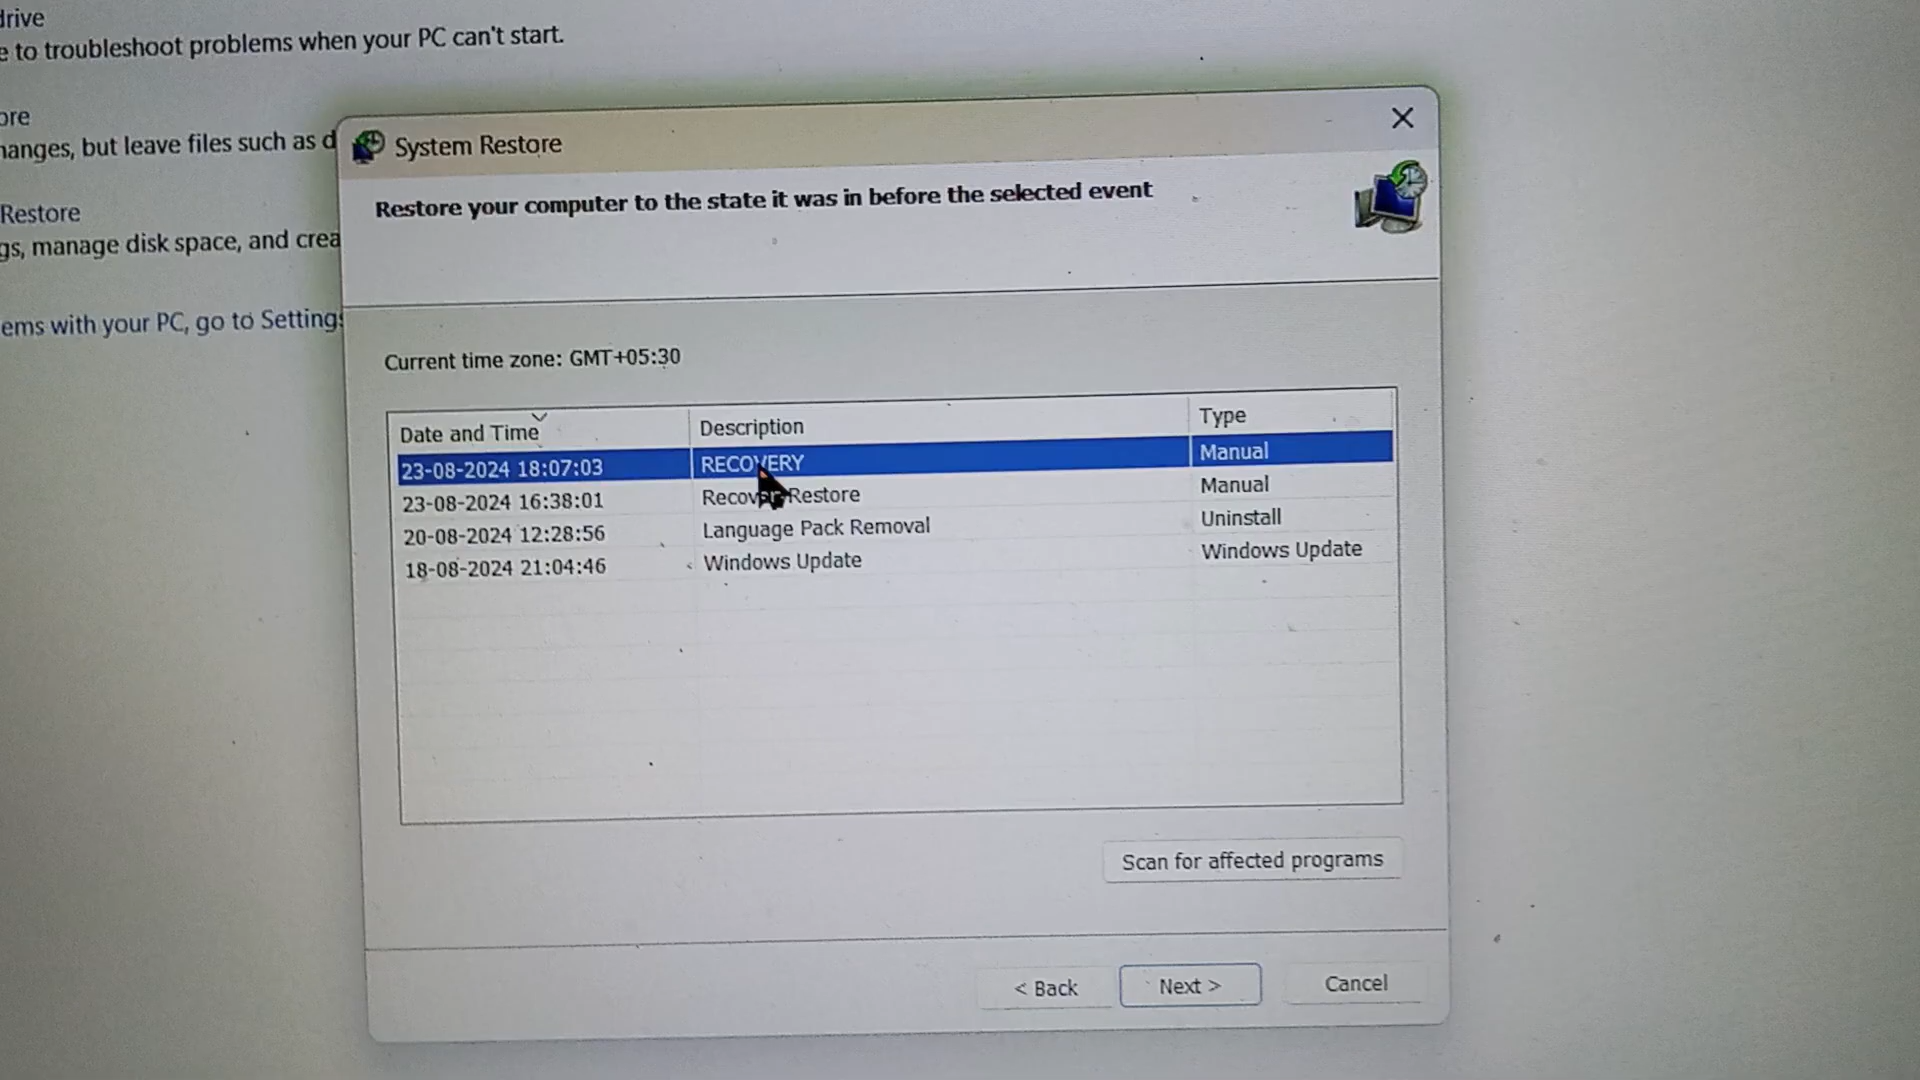 drive
e to troubleshoot problems when your PC can't start.
ore
hanges, but leave files such as d
Restore
gs, manage disk space, and crea
ems with your PC, go to Settings
System Restore
Restore your computer to the state it was in before the selected event
Current time zone: GMT+05:30
Date and Time Description Type
23-08-2024 18:07:03 RECOVERY Manual
23-08-2024 16:38:01 Recover Restore Manual
20-08-2024 12:28:56 Language Pack Removal Uninstall
18-08-2024 21:04:46 Windows Update Windows Update
Scan for affected programs
< Back Next > Cancel